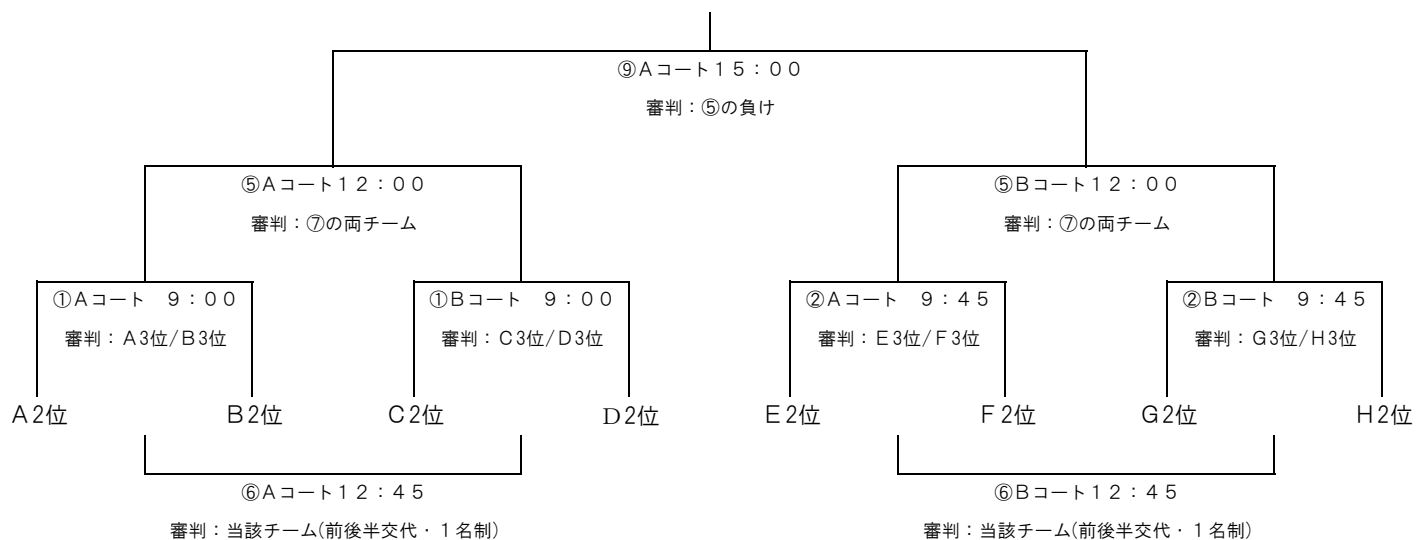 ⑨Ａコート１５：００
審判：⑤の負け
⑤Ａコート１２：００
⑤Ｂコート１２：００
審判：⑦の両チーム
審判：⑦の両チーム
①Ａコート　９：００
①Ｂコート　９：００
②Ａコート　９：４５
②Ｂコート　９：４５
審判：Ａ3位/Ｂ3位
審判：Ｃ3位/Ｄ3位
審判：Ｅ3位/Ｆ3位
審判：Ｇ3位/Ｈ3位
Ａ2位
Ｂ2位
Ｃ2位
D2位
Ｅ2位
Ｆ2位
Ｇ2位
Ｈ2位
⑥Ａコート１２：４５
⑥Ｂコート１２：４５
審判：当該チーム(前後半交代・１名制)
審判：当該チーム(前後半交代・１名制)